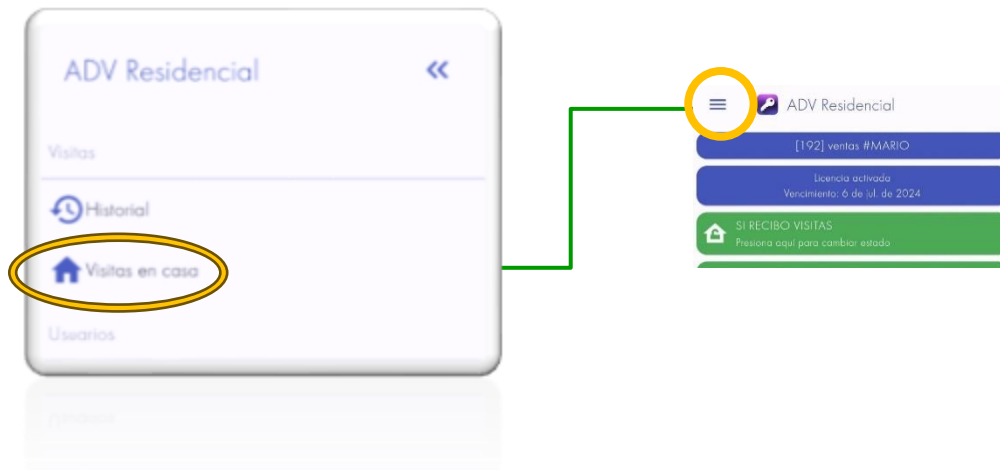 ADV Residencial
Visitas
Historial
Visitas en casa
Usuarios
ADV Residencial
[192] ventas #MARIO
Licencia activada
Vencimiento: 6 de jul. de 2024
SI RECIBO VISITAS
Presiona aquí para cambiar estado